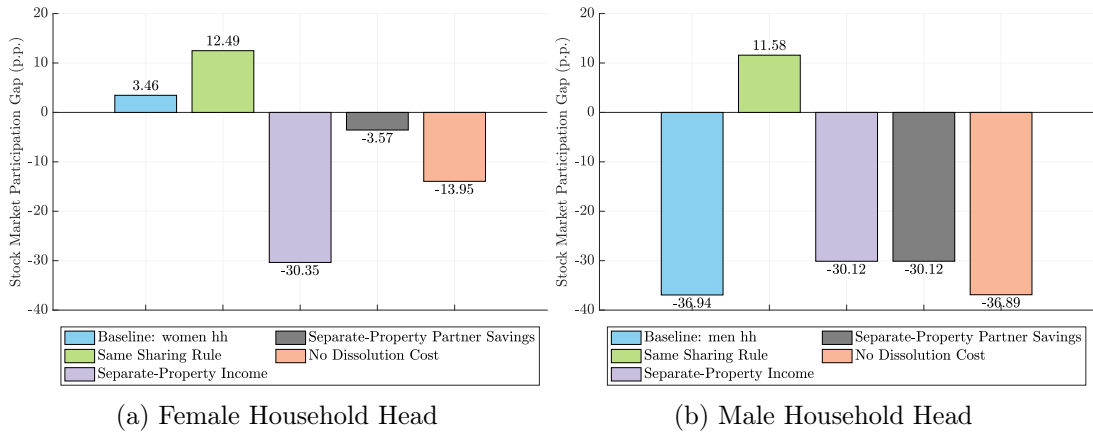 Stock Market Participation Gap (p.p.)
20
10
0
-10
-20
-30
-40
3.46
12.49
-30.35
-3.57
-13.95
Baseline: women hh
Same Sharing Rule
Separate-Property Income
Separate-Property Partner Savings
No Dissolution Cost
(a) Female Household Head
Stock Market Participation Gap (p.p.)
20
10
0
-10
-20
-30
-40
-36.94
11.58
-30.12
-30.12
-36.89
Baseline: men hh
Same Sharing Rule
Separate-Property Income
Separate-Property Partner Savings
No Dissolution Cost
(b) Male Household Head